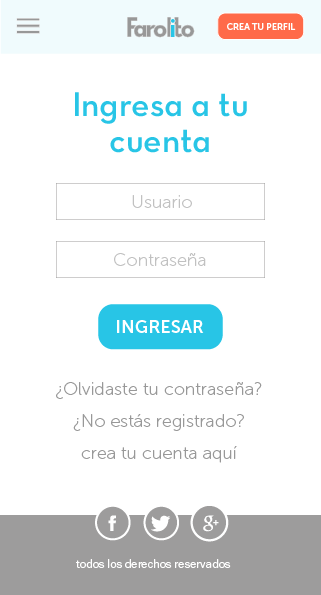 Farolito
CREA TU PERFIL
Ingresa a tu
cuenta
Usuario
Contraseña
INGRESAR
¿Olvidaste tu contraseña?
¿No estás registrado?
crea tu cuenta aquí
f
g+
todos los derechos reservados